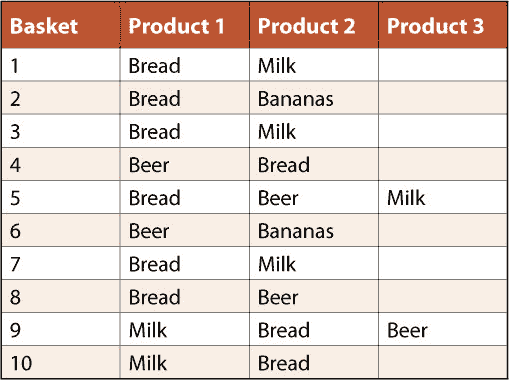 Basket Product 1 Product 2 Product 3
1 Bread Milk
2 Bread Bananas
3 Bread Milk
4 Beer Bread
5 Bread Beer Milk
6 Beer Bananas
7 Bread Milk
8 Bread Beer
9 Milk Bread Beer
10 Milk Bread